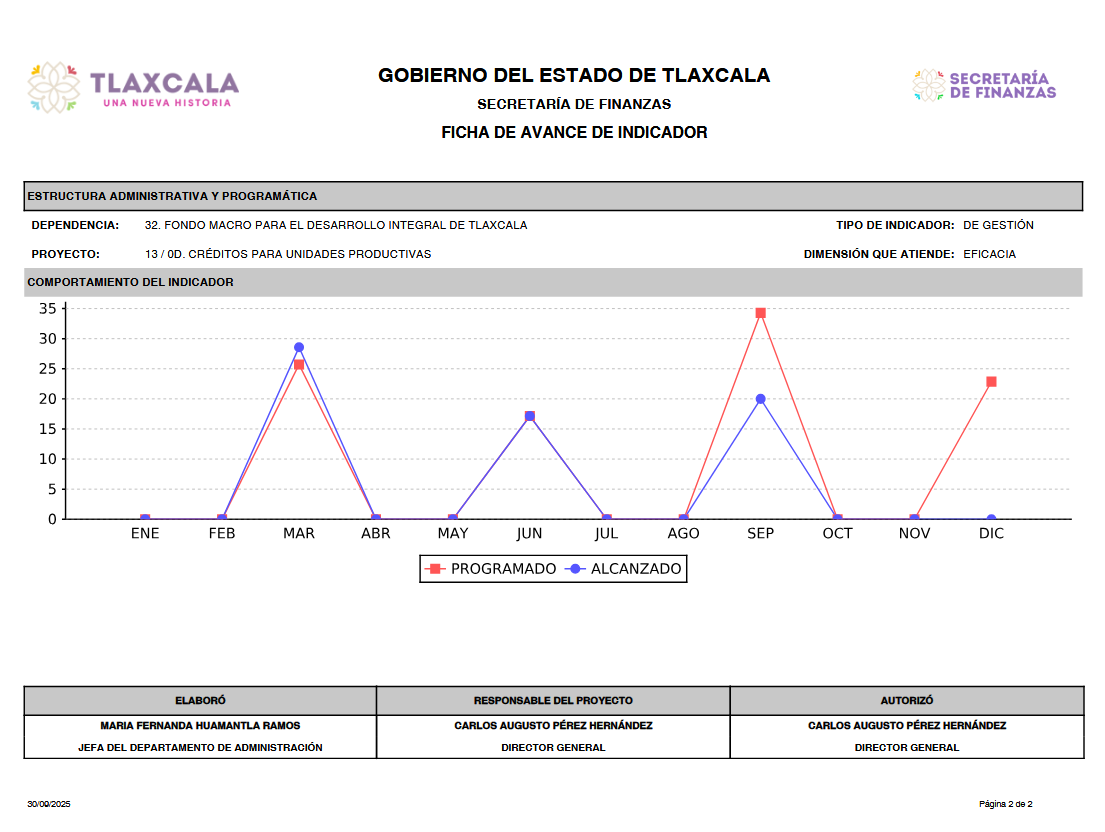 TLAXCALA
UNA NUEVA HISTORIA
GOBIERNO DEL ESTADO DE TLAXCALA
SECRETARÍA DE FINANZAS
FICHA DE AVANCE DE INDICADOR
SECRETARÍA
DE FINANZAS
ESTRUCTURA ADMINISTRATIVA Y PROGRAMÁTICA
DEPENDENCIA: 32. FONDO MACRO PARA EL DESARROLLO INTEGRAL DE TLAXCALA TIPO DE INDICADOR: DE GESTIÓN
PROYECTO: 13 / 0D. CRÉDITOS PARA UNIDADES PRODUCTIVAS DIMENSIÓN QUE ATIENDE: EFICACIA
COMPORTAMIENTO DEL INDICADOR
35
30
25
20
15
10
5
0
ENE FEB MAR ABR MAY JUN JUL AGO SEP OCT NOV DIC
PROGRAMADO ALCANZADO
ELABORÓ RESPONSABLE DEL PROYECTO AUTORIZÓ
MARIA FERNANDA HUAMANTLA RAMOS CARLOS AUGUSTO PÉREZ HERNÁNDEZ CARLOS AUGUSTO PÉREZ HERNÁNDEZ
JEFA DEL DEPARTAMENTO DE ADMINISTRACIÓN DIRECTOR GENERAL DIRECTOR GENERAL
30/09/2025 Página 2 de 2